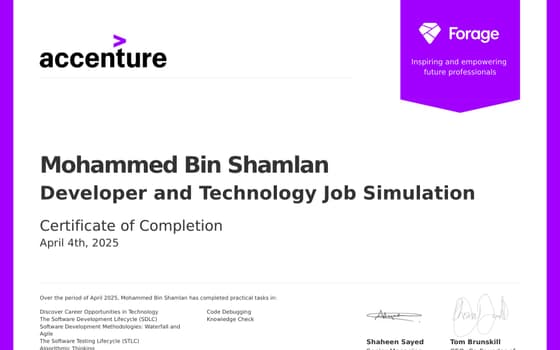 accenture
Forage
Inspiring and empowering
future professionals
Mohammed Bin Shamlan
Developer and Technology Job Simulation
Certificate of Completion
April 4th, 2025
Over the period of April 2025, Mohammed Bin Shamlan has completed practical tasks in:
Discover Career Opportunities in Technology
The Software Development Lifecycle (SDLC)
Software Development Methodologies: Waterfall and
Agile
The Software Testing Lifecycle (STLC)
Algorithmic Thinking
Code Debugging
Knowledge Check
Shaheen Sayed
Tom Brunskill